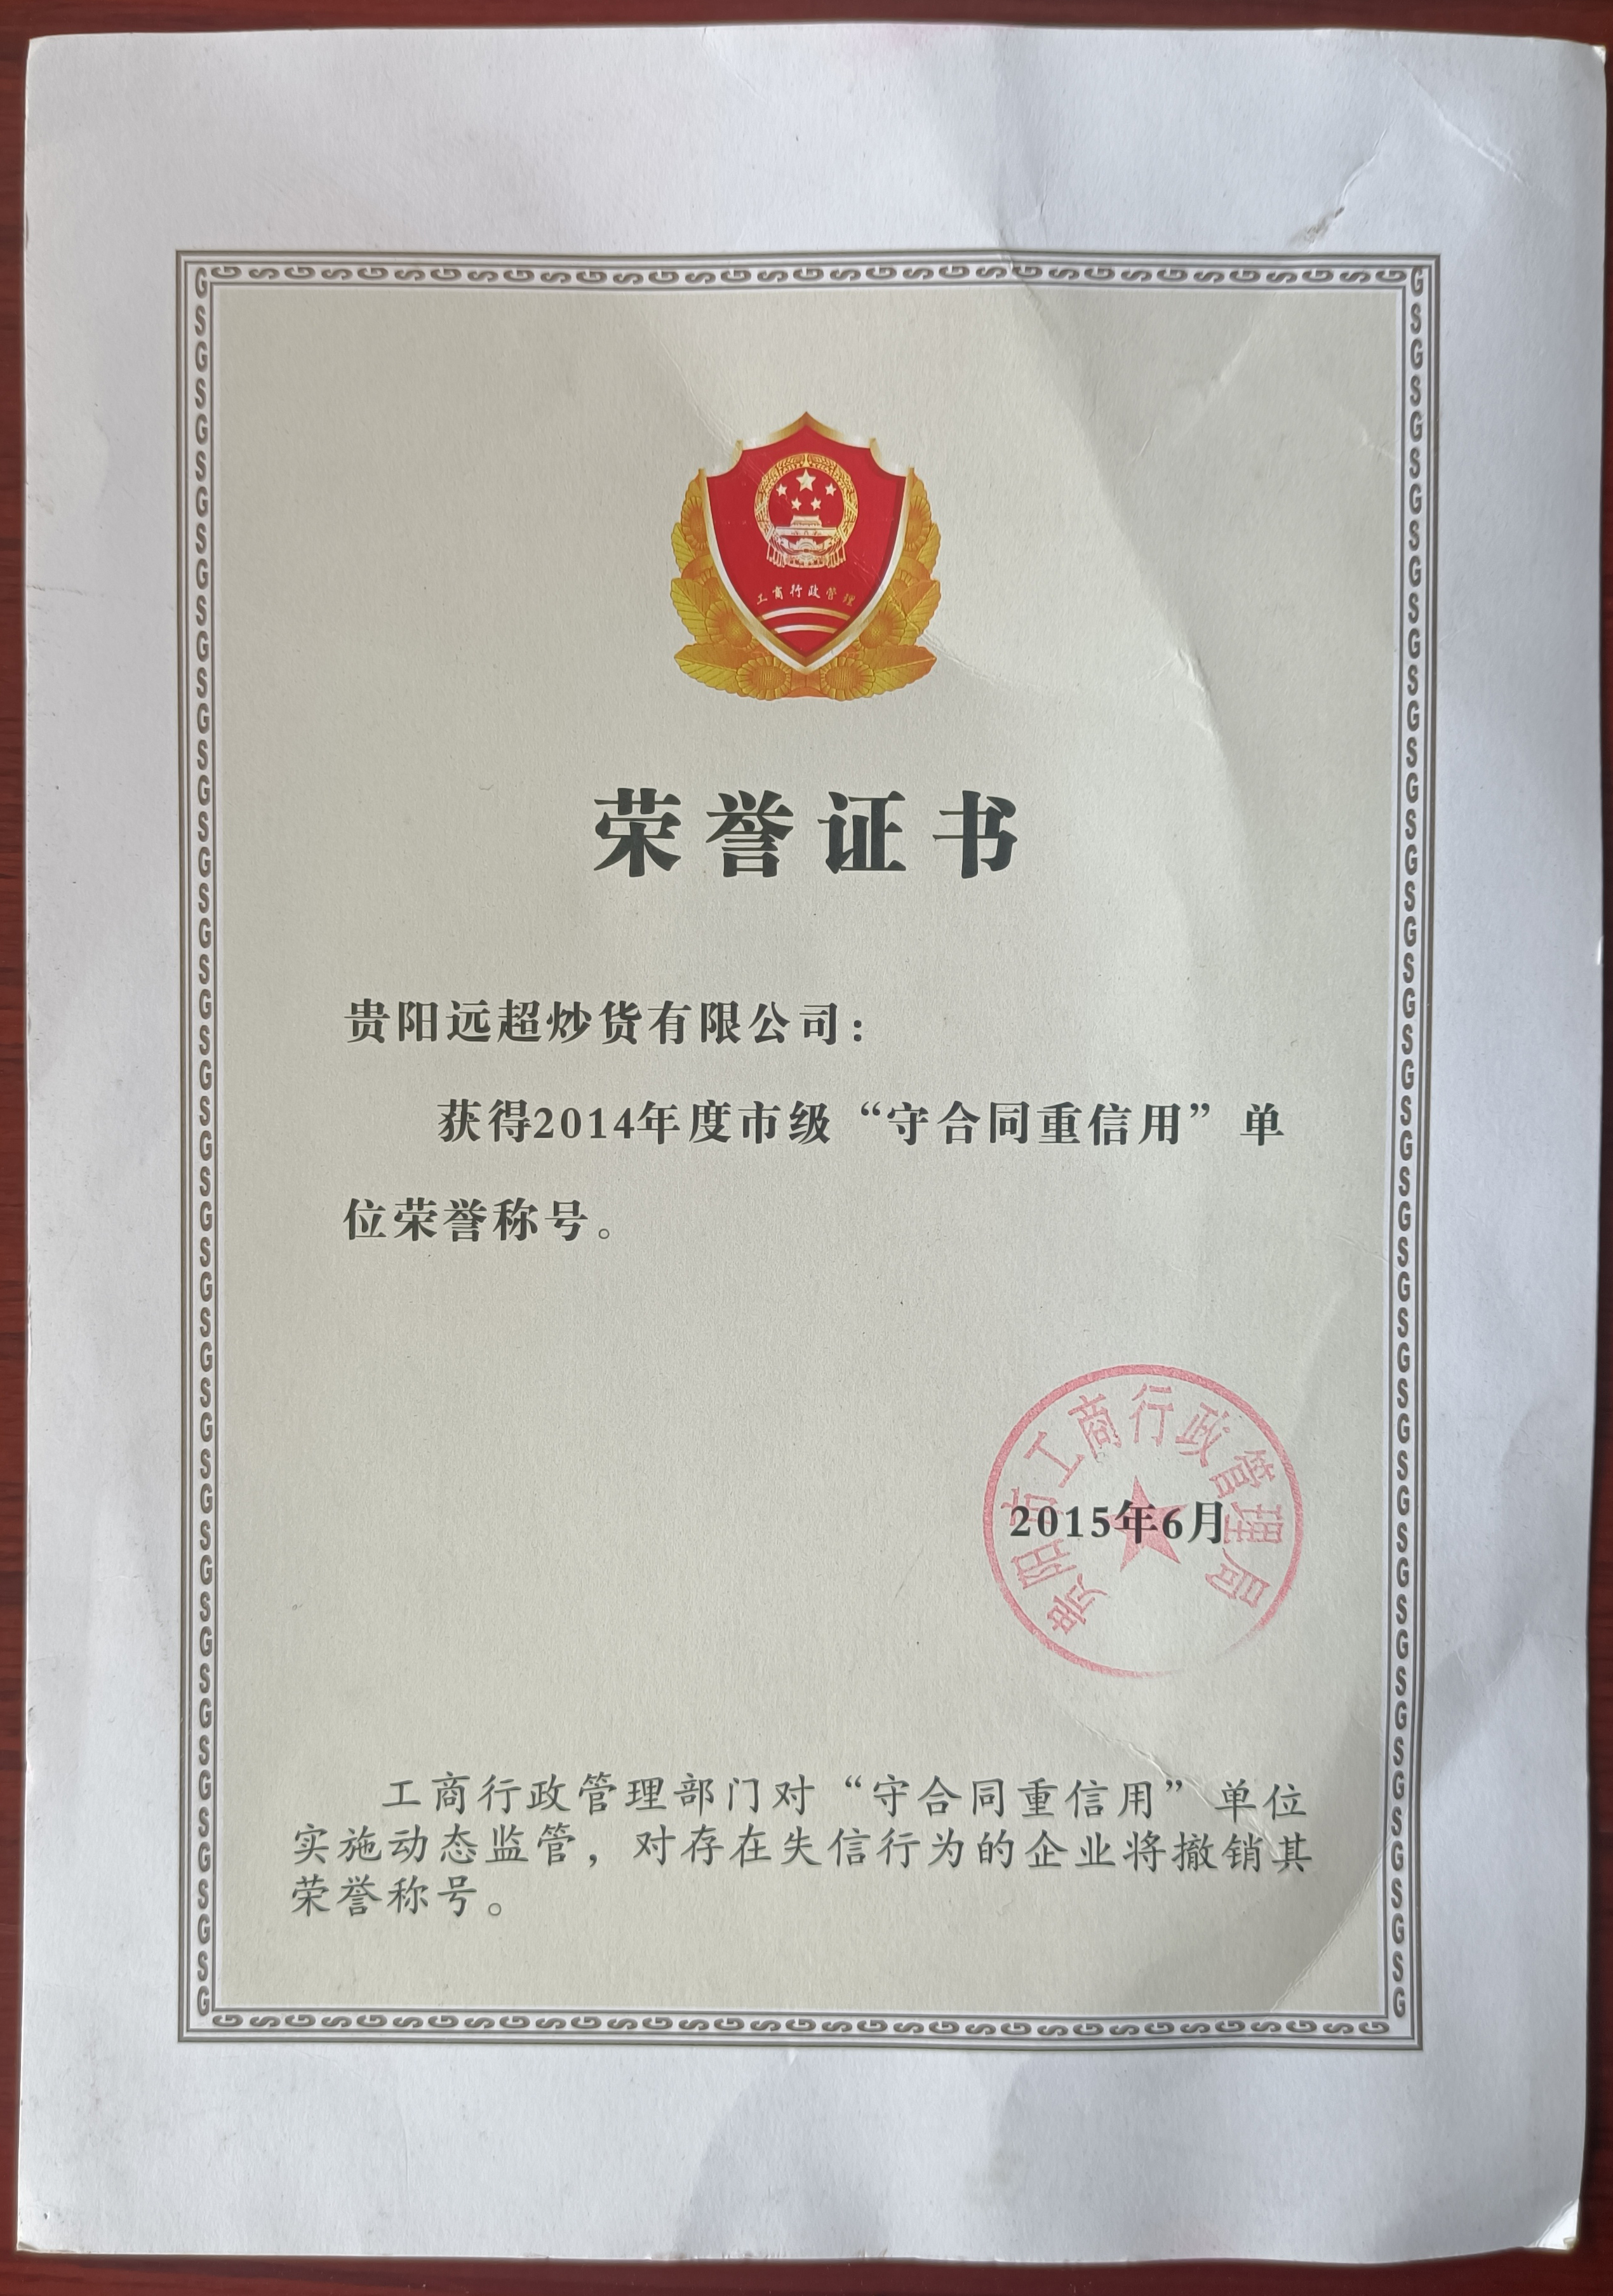 工商行政管理
荣誉证书
贵阳远超炒货有限公司：
获得2014年度市级“守合同重信用”单
位荣誉称号。
贵阳市工商行政管理局
2015年6月
工商行政管理部门对“守合同重信用”单位
实施动态监管，对存在失信行为的企业将撤销其
荣誉称号。